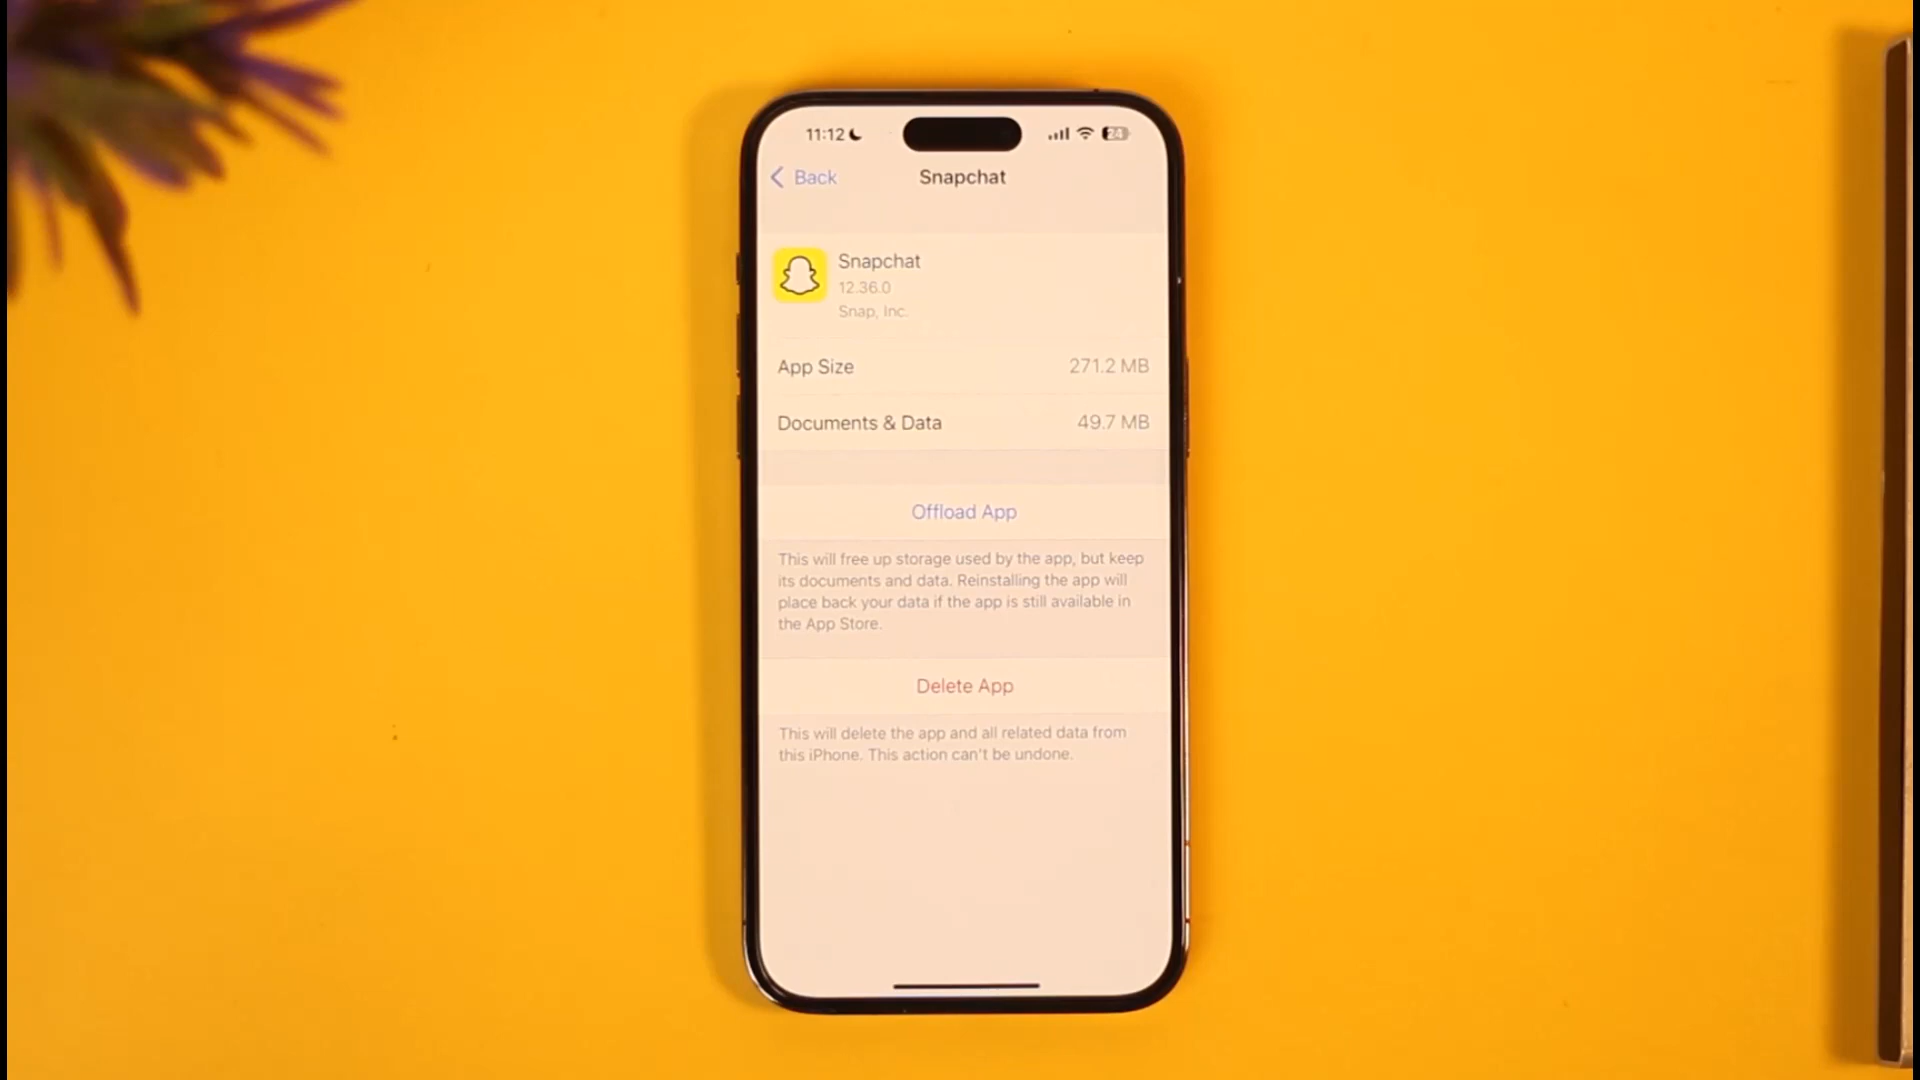 11:12
24
Back
Snapchat
Snapchat
12.36.0
Snap, Inc.
App Size
271.2 MB
Documents & Data
49.7 MB
Offload App
This will free up storage used by the app, but keep
its documents and data. Reinstalling the app will
place back your data if the app is still available in
the App Store.
Delete App
This will delete the app and all related data from
this iPhone. This action can't be undone.